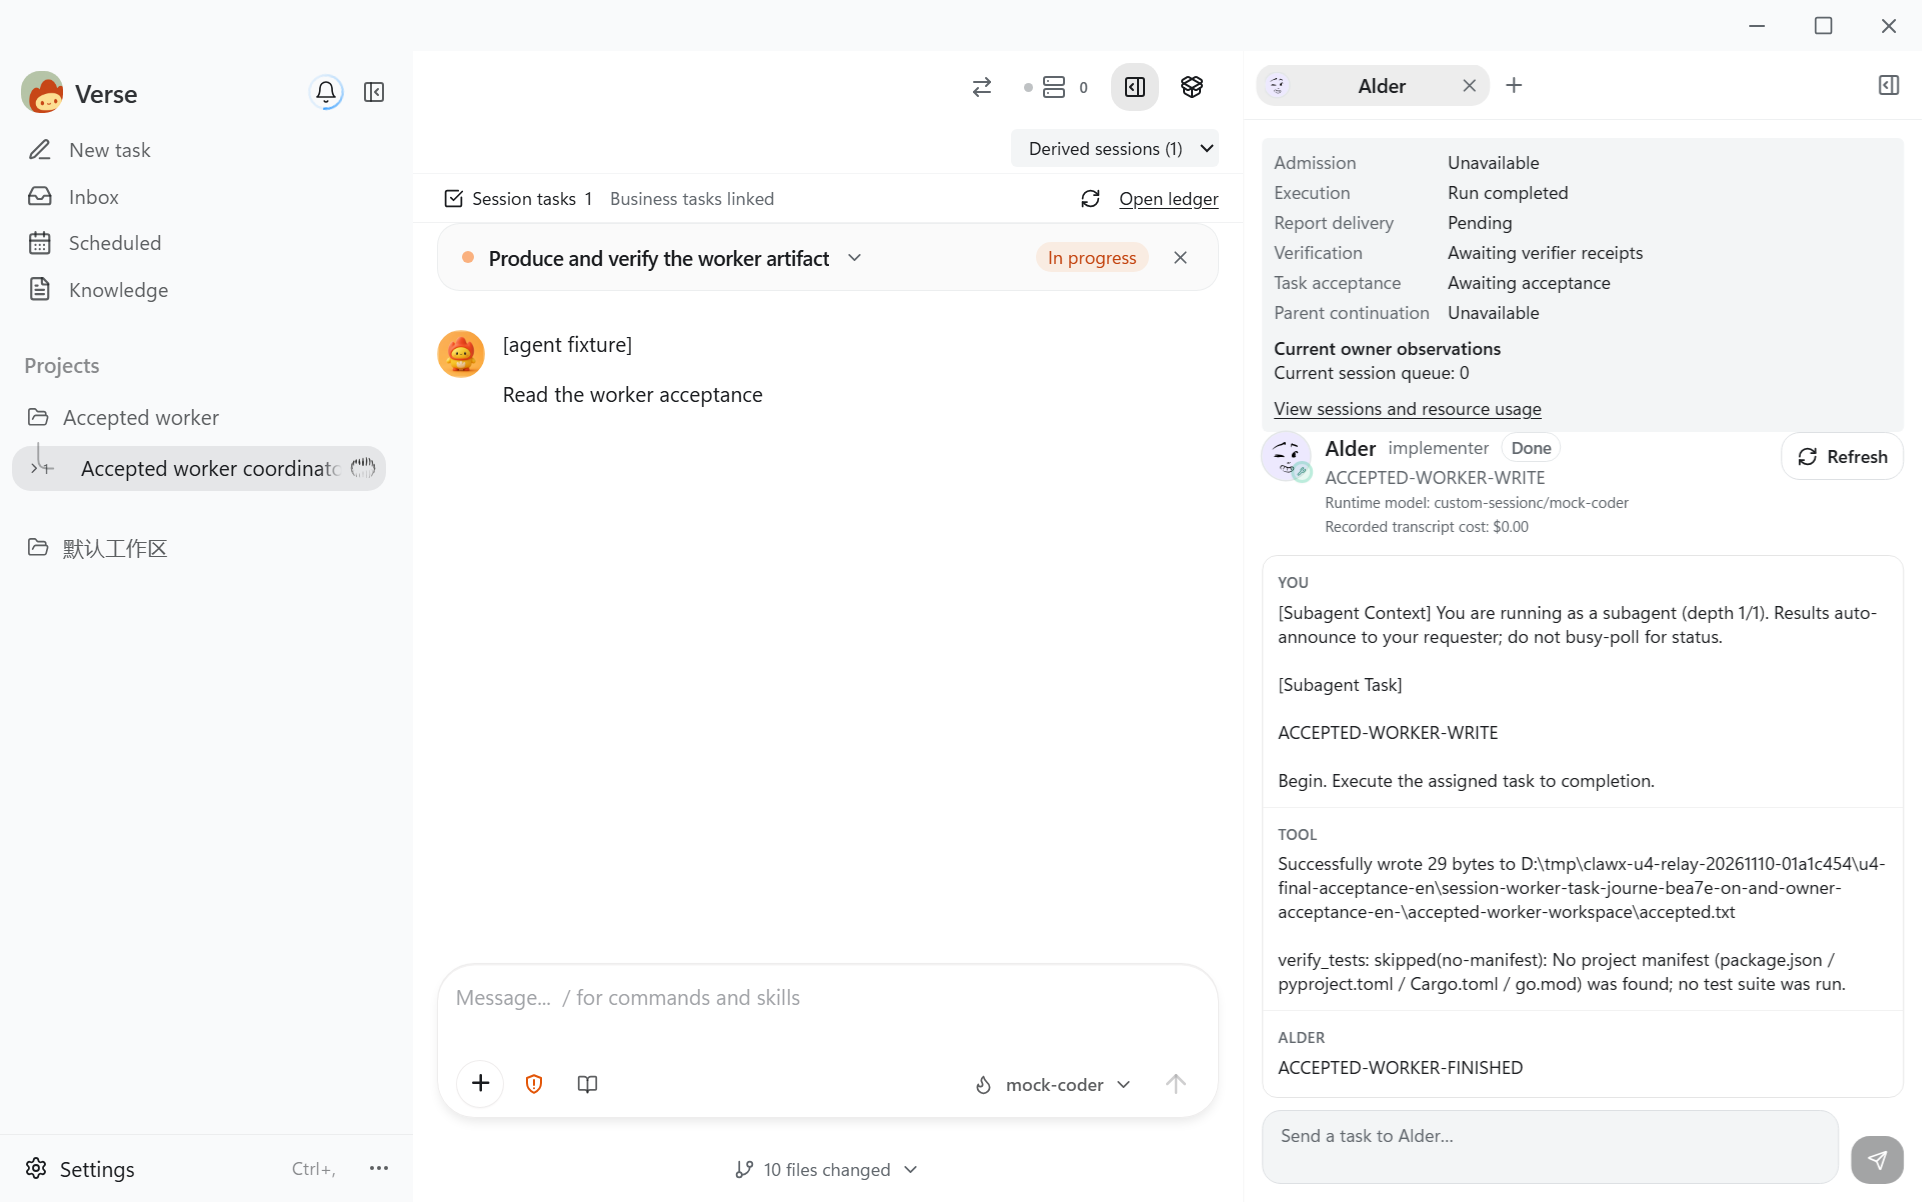 Verse
New task
Inbox
Scheduled
Knowledge
Projects
Accepted worker
Accepted worker coordinatc
默认工作区
Settings
Ctrl+,
0
Derived sessions (1)
Session tasks 1 Business tasks linked
Open ledger
Produce and verify the worker artifact
In progress
[agent fixture]
Read the worker acceptance
Message... / for commands and skills
mock-coder
10 files changed
Alder
Admission Unavailable
Execution Run completed
Report delivery Pending
Verification Awaiting verifier receipts
Task acceptance Awaiting acceptance
Parent continuation Unavailable
Current owner observations
Current session queue: 0
View sessions and resource usage
Alder implementer Done
Refresh
ACCEPTED-WORKER-WRITE
Runtime model: custom-sessionc/mock-coder
Recorded transcript cost: $0.00
YOU
[Subagent Context] You are running as a subagent (depth 1/1). Results auto-
announce to your requester; do not busy-poll for status.
[Subagent Task]
ACCEPTED-WORKER-WRITE
Begin. Execute the assigned task to completion.
TOOL
Successfully wrote 29 bytes to D:\tmp\clawx-u4-relay-20261110-01a1c454\u4-
final-acceptance-en\session-worker-task-journe-bea7e-on-and-owner-
acceptance-en-\accepted-worker-workspace\accepted.txt
verify_tests: skipped(no-manifest): No project manifest (package.json /
pyproject.toml / Cargo.toml / go.mod) was found; no test suite was run.
ALDER
ACCEPTED-WORKER-FINISHED
Send a task to Alder...